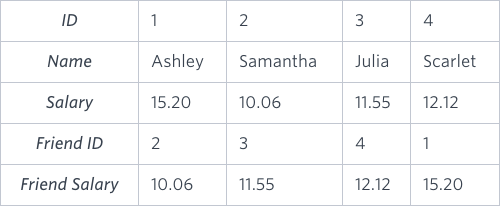 ID 1 2 3 4
Name Ashley Samantha Julia Scarlet
Salary 15.20 10.06 11.55 12.12
Friend ID 2 3 4 1
Friend Salary 10.06 11.55 12.12 15.20